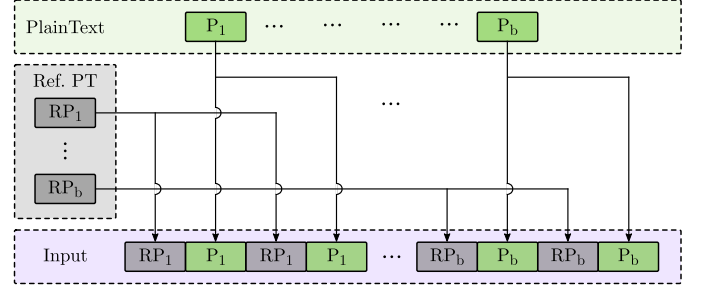 PlainText P₁ ... ... ... ... P_b
Ref. PT
...
RP₁
⋮
RP_b
Input RP₁ P₁ RP₁ P₁ ... RP_b P_b RP_b P_b